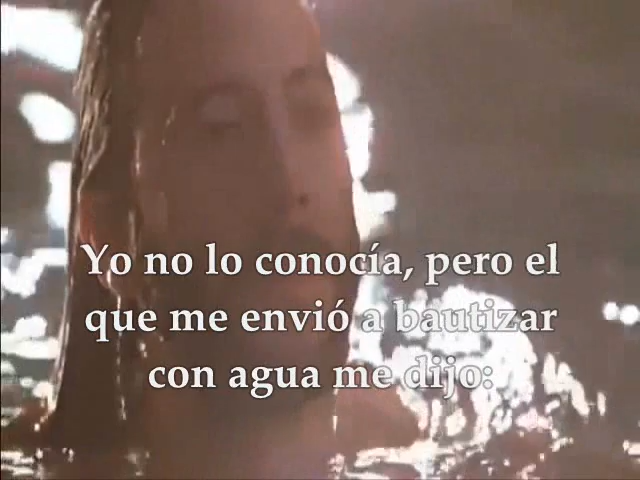 Yo no lo conocía, pero el
que me envió a bautizar
con agua me dijo: